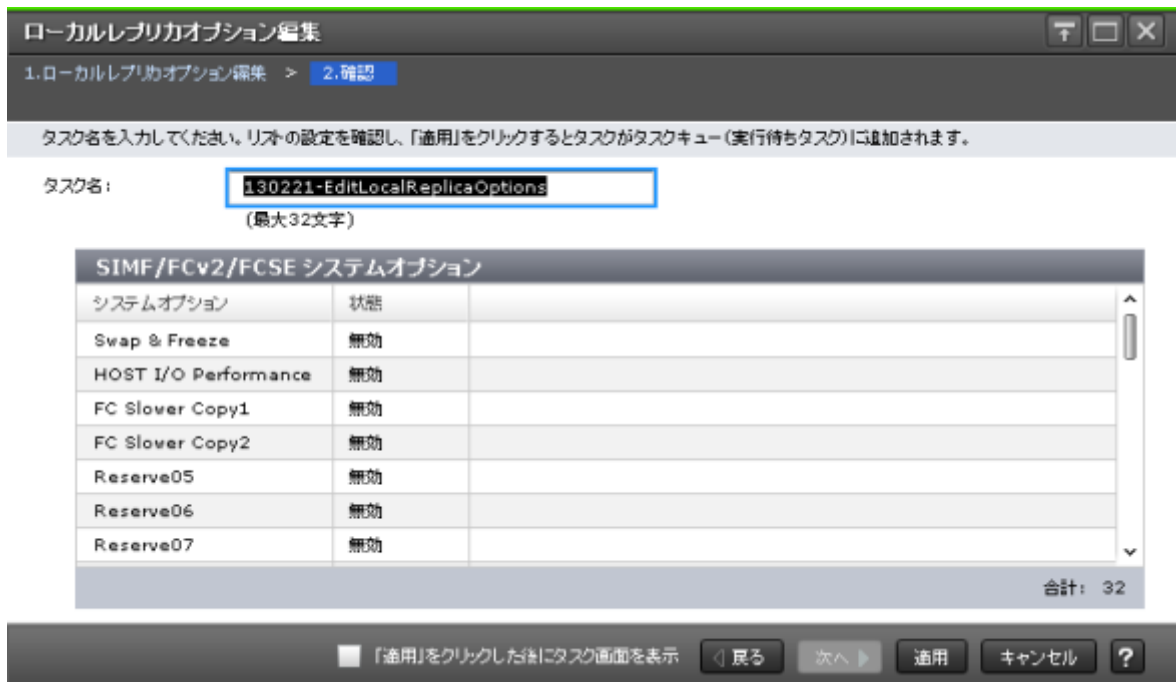 ローカルレプリカオプション編集
1.ローカルレプリカオプション編集 > 2.確認
タスク名を入力してください。リストの設定を確認し、「適用」をクリックするとタスクがタスクキュー(実行待ちタスク)に追加されます。
タスク名: 130221-EditLocalReplicaOptions
(最大32文字)
SIMF/FCv2/FCSE システムオプション
システムオプション 状態
Swap & Freeze 無効
HOST I/O Performance 無効
FC Slower Copy1 無効
FC Slower Copy2 無効
Reserve05 無効
Reserve06 無効
Reserve07 無効
合計: 32
「適用」をクリックした後にタスク画面を表示 戻る 次へ 適用 キャンセル ?